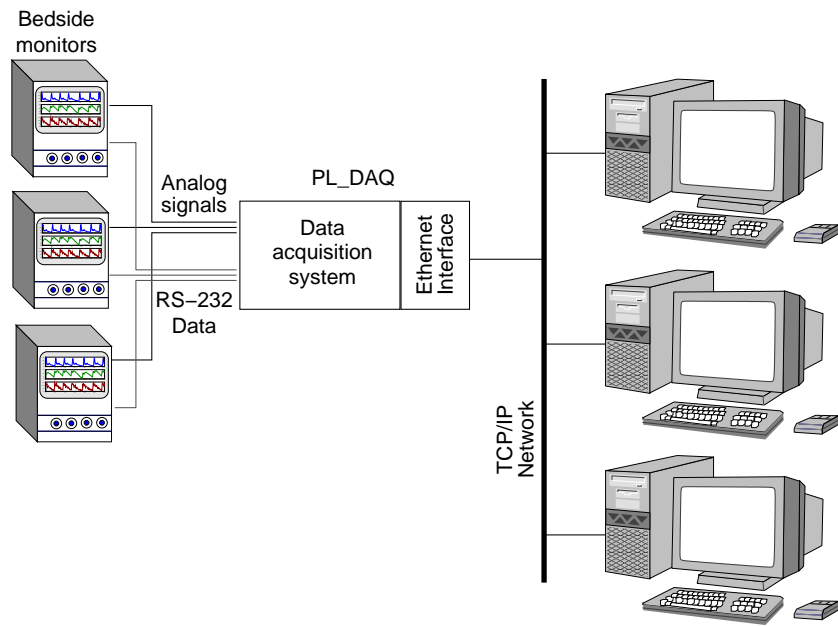 Bedside
monitors
Analog
signals
RS−232
Data
PL_DAQ
Data
acquisition
system
Ethernet
Interface
TCP/IP
Network